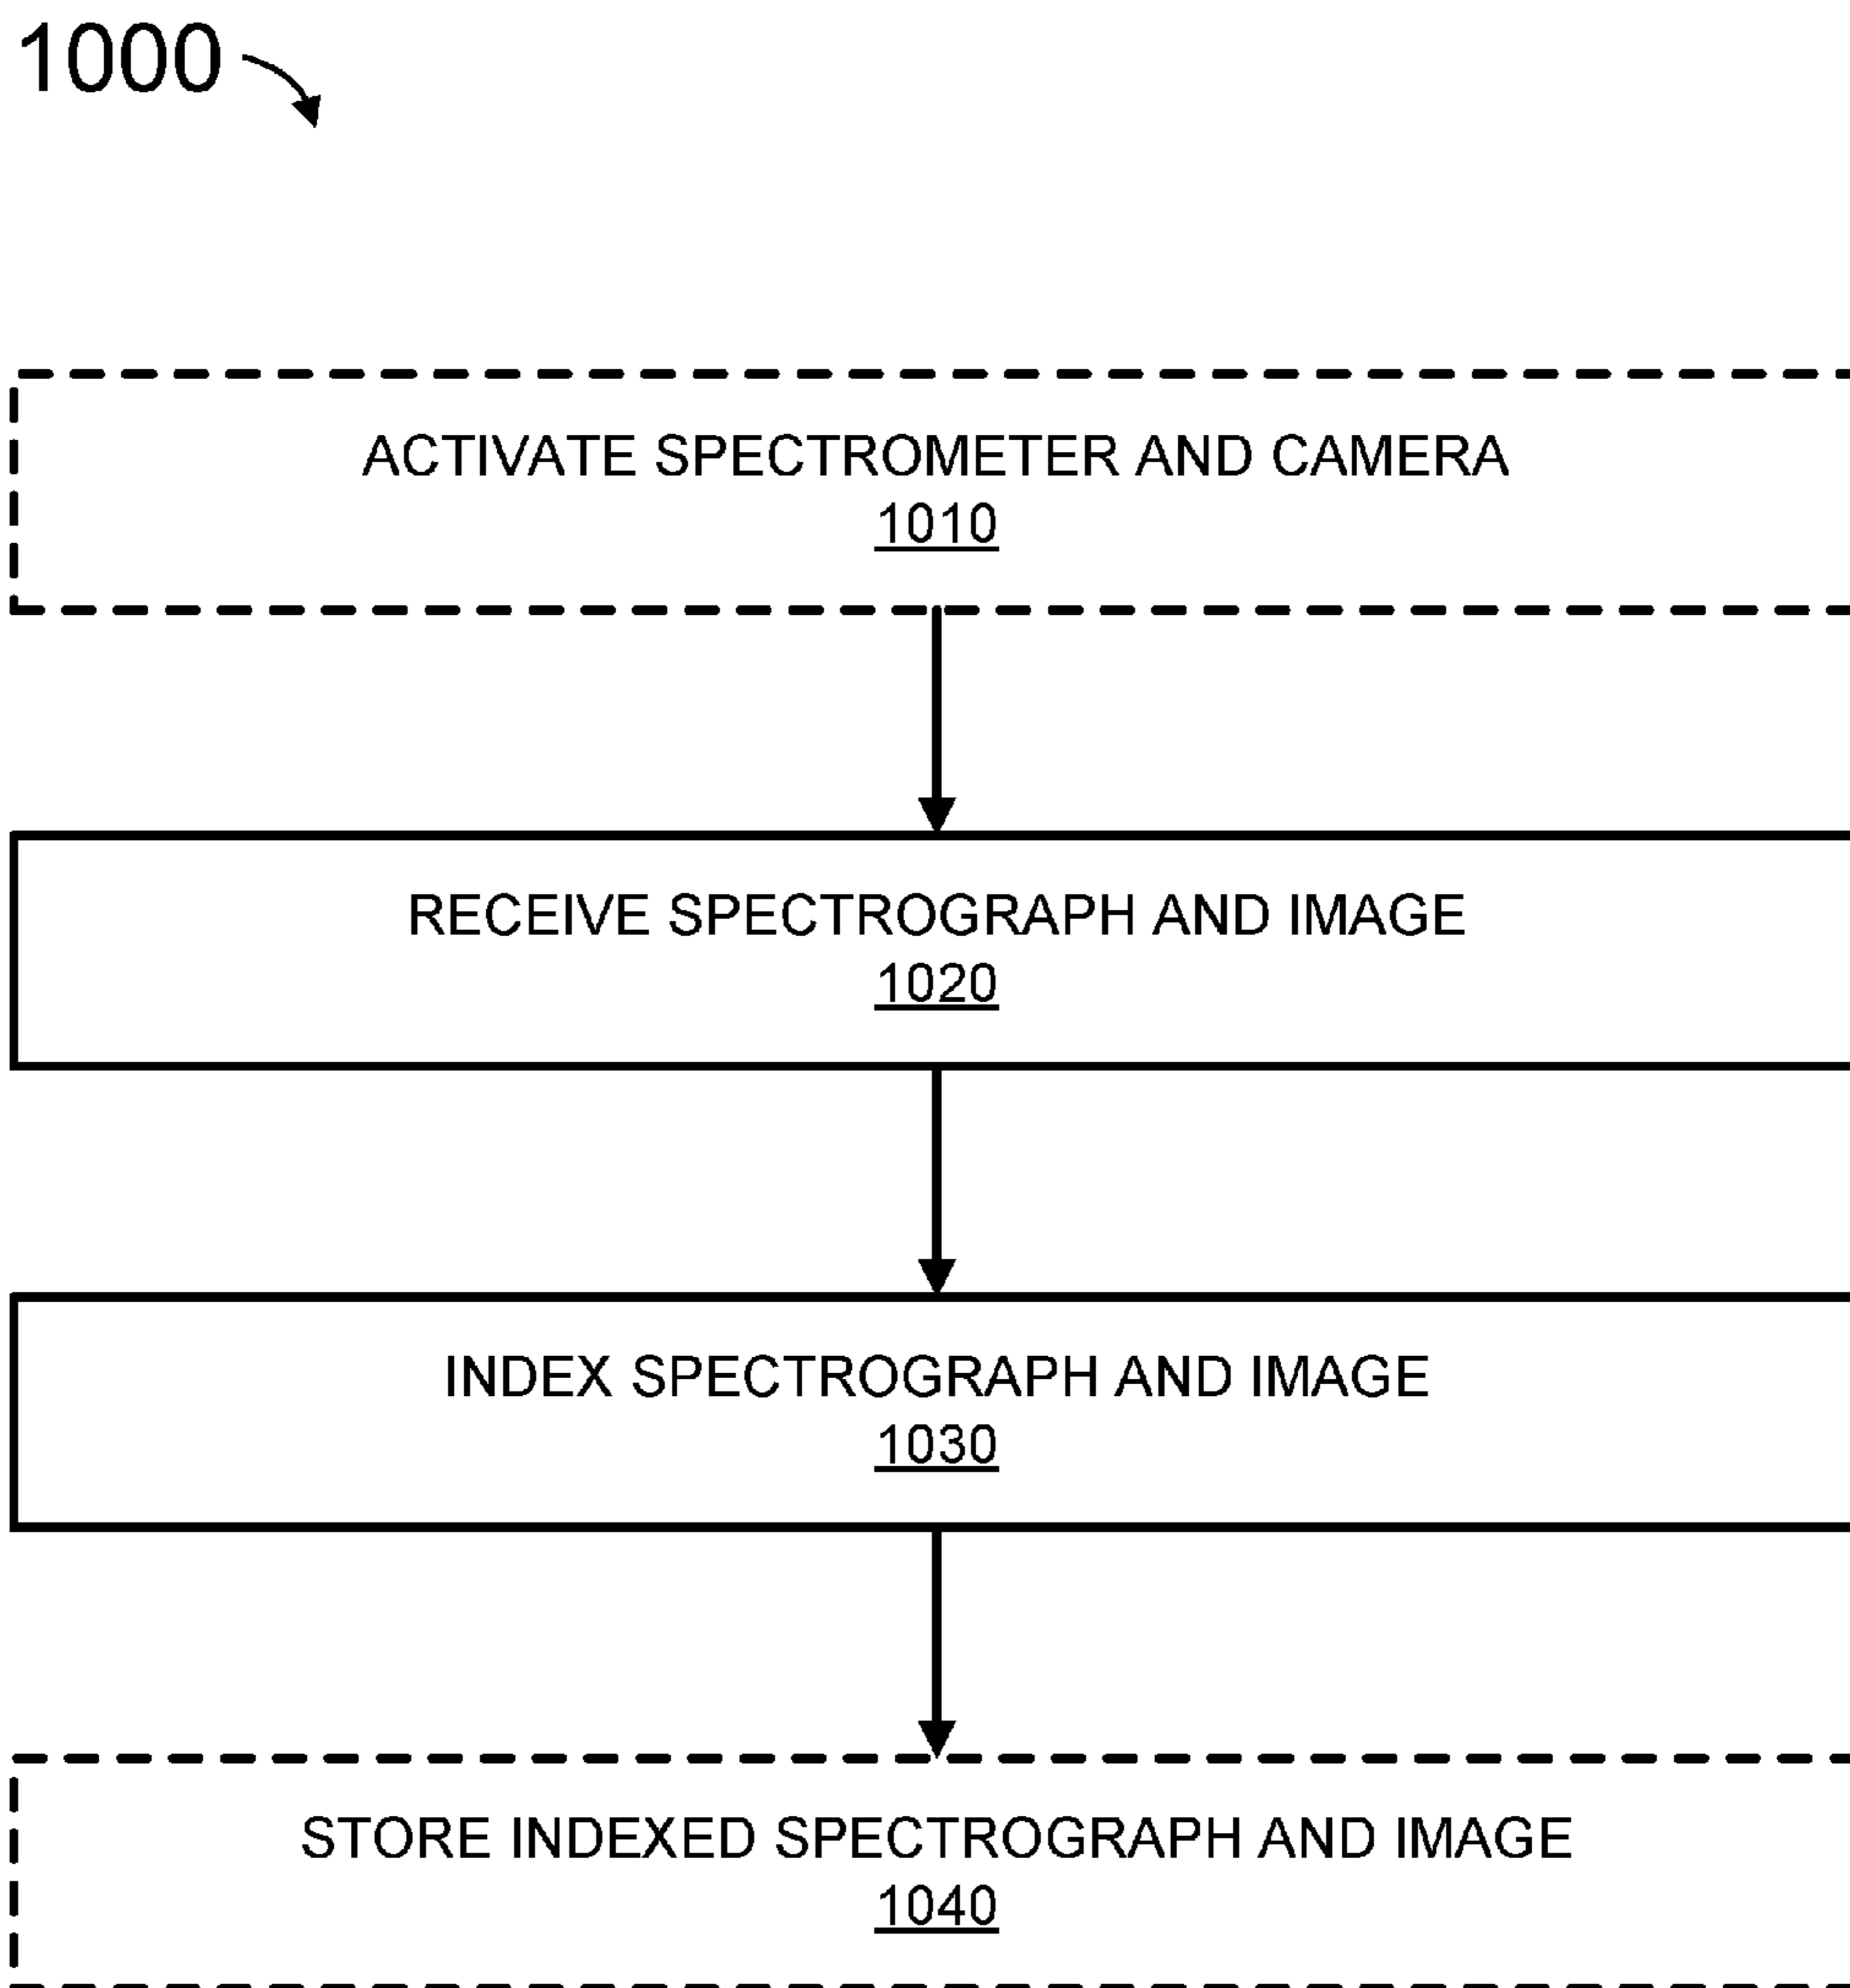 1000
ACTIVATE SPECTROMETER AND CAMERA
1010
RECEIVE SPECTROGRAPH AND IMAGE
1020
INDEX SPECTROGRAPH AND IMAGE
1030
STORE INDEXED SPECTROGRAPH AND IMAGE
1040